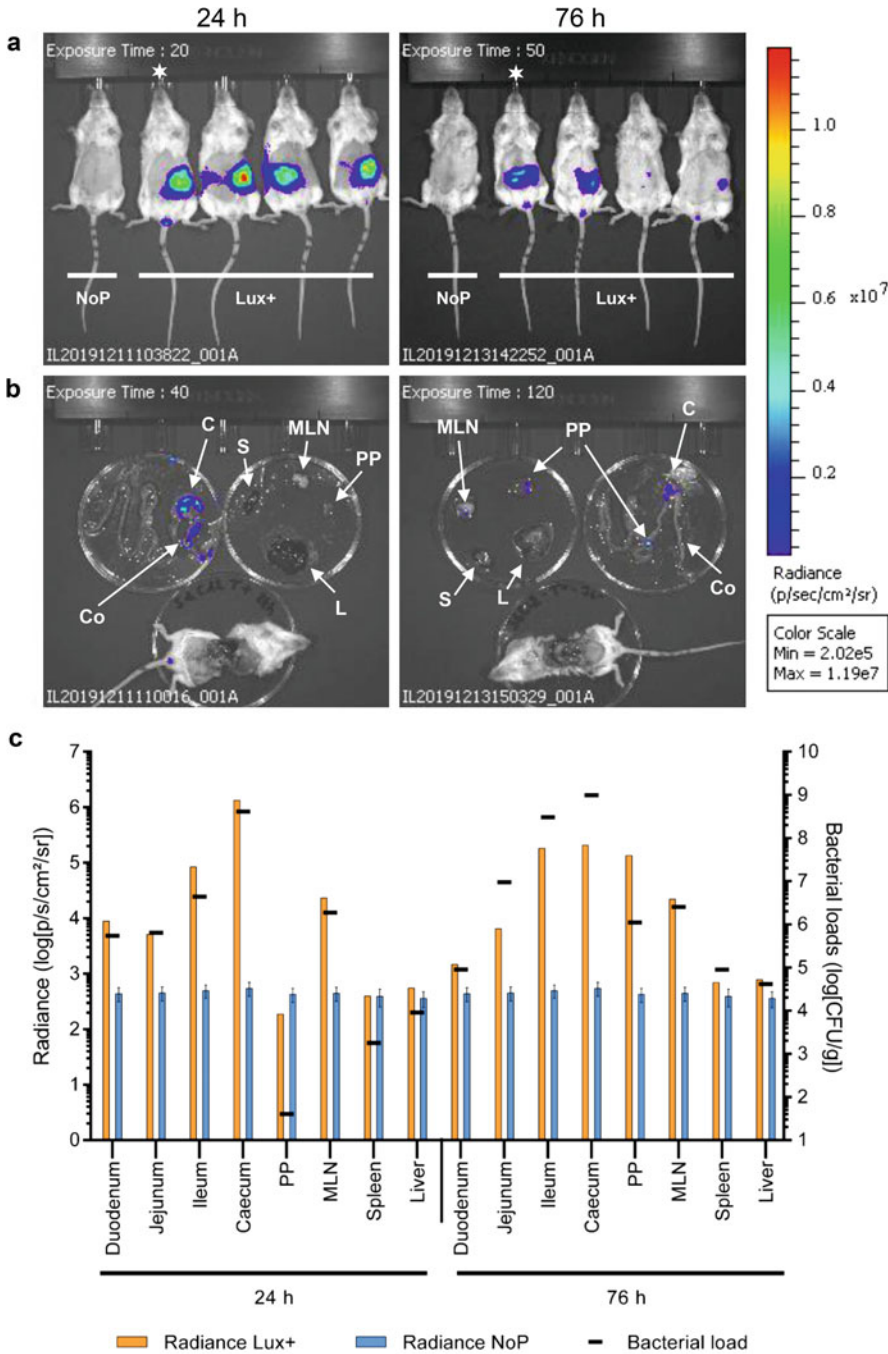 24 h
76 h
a
Exposure Time : 20
NoP
Lux+
IL20191211103822_001A
Exposure Time : 50
NoP
Lux+
IL20191213142252_001A
1.0
0.8
0.6
x10⁷
0.4
0.2
Radiance
(p/sec/cm²/sr)
Color Scale
Min = 2.02e5
Max = 1.19e7
b
Exposure Time : 40
C
S
MLN
PP
Co
L
IL20191211110016_001A
Exposure Time : 120
MLN
PP
C
S
L
Co
IL20191213150329_001A
c
Radiance (log[p/s/cm²/sr])
7
6
5
4
3
2
1
0
Bacterial loads (log[CFU/g])
10
9
8
7
6
5
4
3
2
1
Duodenum
Jejunum
Ileum
Caecum
PP
MLN
Spleen
Liver
Duodenum
Jejunum
Ileum
Caecum
PP
MLN
Spleen
Liver
24 h
76 h
Radiance Lux+
Radiance NoP
Bacterial load